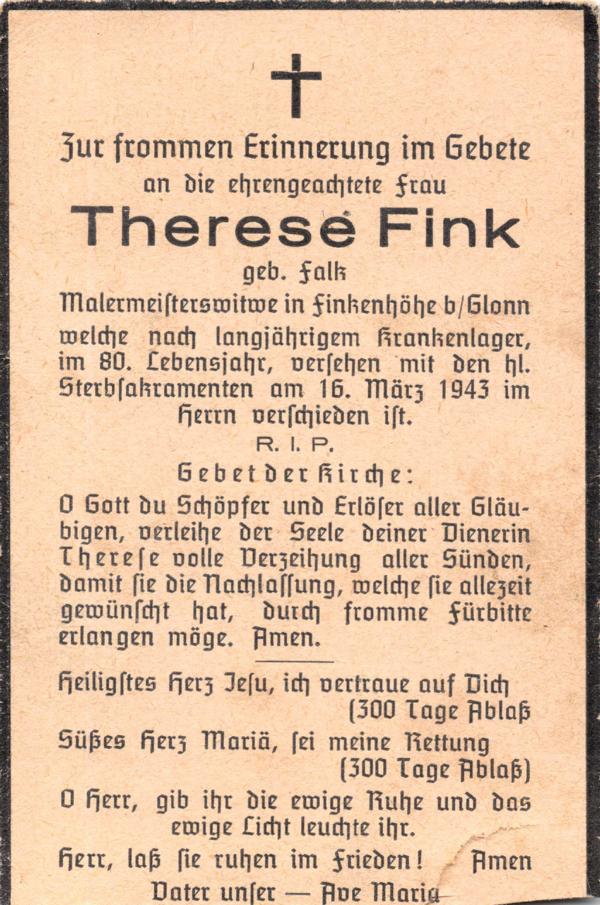 Zur frommen Erinnerung im Gebete
an die ehrengeachtete Frau
Therese Fink
geb. Falk
Malermeisterswitwe in Finkenhöhe b/Glonn
welche nach langjährigem Krankenlager,
im 80. Lebensjahr, versehen mit den hl.
Sterbsakramenten am 16. März 1943 im
Herrn verschieden ist.
R. I. P.
Gebet der Kirche:
O Gott du Schöpfer und Erlöser aller Gläu-
bigen, verleihe der Seele deiner Dienerin
Therese volle Verzeihung aller Sünden,
damit sie die Nachlassung, welche sie allezeit
gewünscht hat, durch fromme Fürbitte
erlangen möge. Amen.
Heiligstes Herz Jesu, ich vertraue auf Dich
(300 Tage Ablaß
Süßes Herz Mariä, sei meine Rettung
(300 Tage Ablaß)
O Herr, gib ihr die ewige Ruhe und das
ewige Licht leuchte ihr.
Herr, laß sie ruhen im Frieden! Amen
Vater unser — Ave Maria